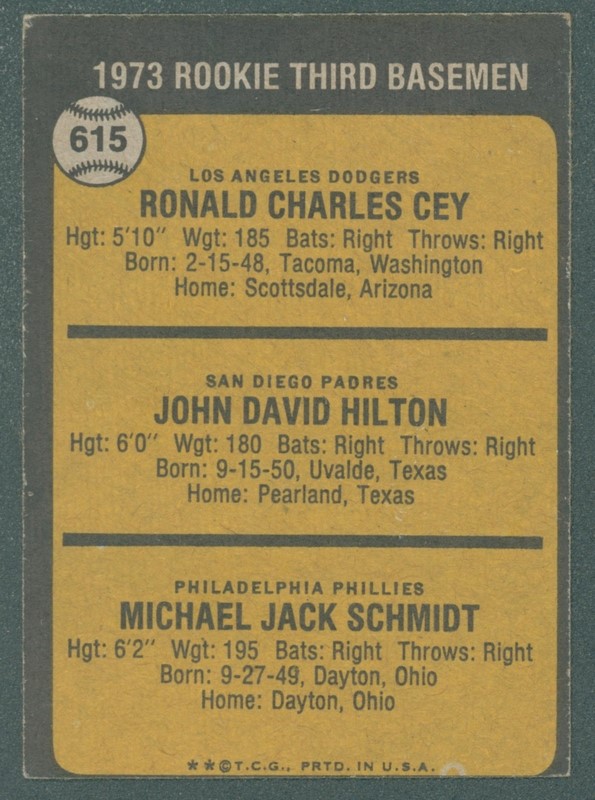 1973 ROOKIE THIRD BASEMEN
615
LOS ANGELES DODGERS
RONALD CHARLES CEY
Hgt: 5'10" Wgt: 185 Bats: Right Throws: Right
Born: 2-15-48, Tacoma, Washington
Home: Scottsdale, Arizona
SAN DIEGO PADRES
JOHN DAVID HILTON
Hgt: 6'0" Wgt: 180 Bats: Right Throws: Right
Born: 9-15-50, Uvalde, Texas
Home: Pearland, Texas
PHILADELPHIA PHILLIES
MICHAEL JACK SCHMIDT
Hgt: 6'2" Wgt: 195 Bats: Right Throws: Right
Born: 9-27-49, Dayton, Ohio
Home: Dayton, Ohio
**©T.C.G., PRTD. IN U.S.A.